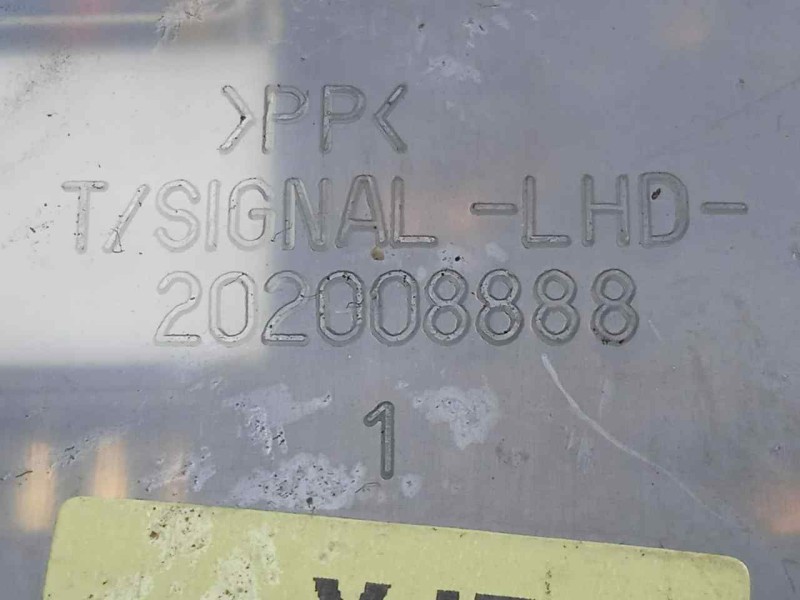 >PP<
T/SIGNAL -LHD-
202008888
1